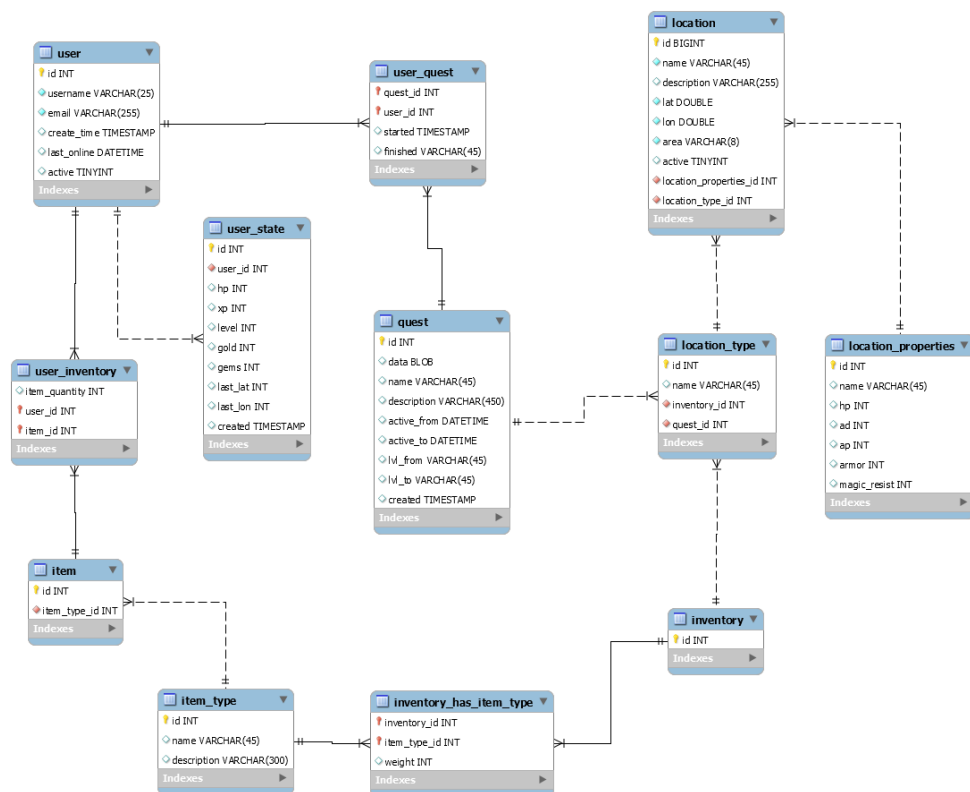 user
id INT
username VARCHAR(25)
email VARCHAR(255)
create_time TIMESTAMP
last_online DATETIME
active TINYINT
Indexes
user_quest
quest_id INT
user_id INT
started TIMESTAMP
finished VARCHAR(45)
Indexes
location
id BIGINT
name VARCHAR(45)
description VARCHAR(255)
lat DOUBLE
lon DOUBLE
area VARCHAR(8)
active TINYINT
location_properties_id INT
location_type_id INT
Indexes
user_state
id INT
user_id INT
hp INT
xp INT
level INT
gold INT
gems INT
last_lat INT
last_lon INT
created TIMESTAMP
Indexes
quest
id INT
data BLOB
name VARCHAR(45)
description VARCHAR(450)
active_from DATETIME
active_to DATETIME
lvl_from VARCHAR(45)
lvl_to VARCHAR(45)
created TIMESTAMP
Indexes
location_type
id INT
name VARCHAR(45)
inventory_id INT
quest_id INT
Indexes
location_properties
id INT
name VARCHAR(45)
hp INT
ad INT
ap INT
armor INT
magic_resist INT
Indexes
user_inventory
item_quantity INT
user_id INT
item_id INT
Indexes
item
id INT
item_type_id INT
Indexes
inventory
id INT
Indexes
item_type
id INT
name VARCHAR(45)
description VARCHAR(300)
Indexes
inventory_has_item_type
inventory_id INT
item_type_id INT
weight INT
Indexes